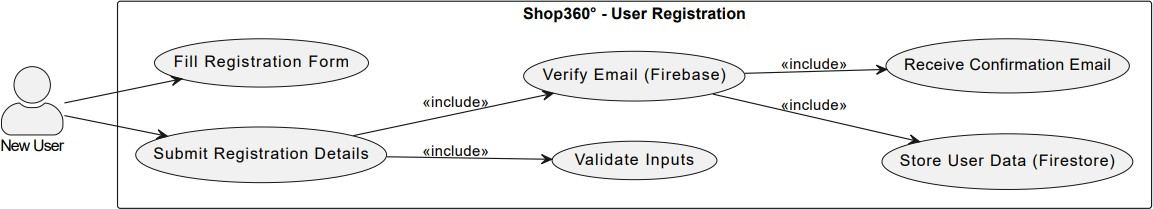 Shop360° - User Registration
Fill Registration Form
Verify Email (Firebase)
«include»
Receive Confirmation Email
«include»
«include»
New User
Submit Registration Details
«include»
Validate Inputs
Store User Data (Firestore)